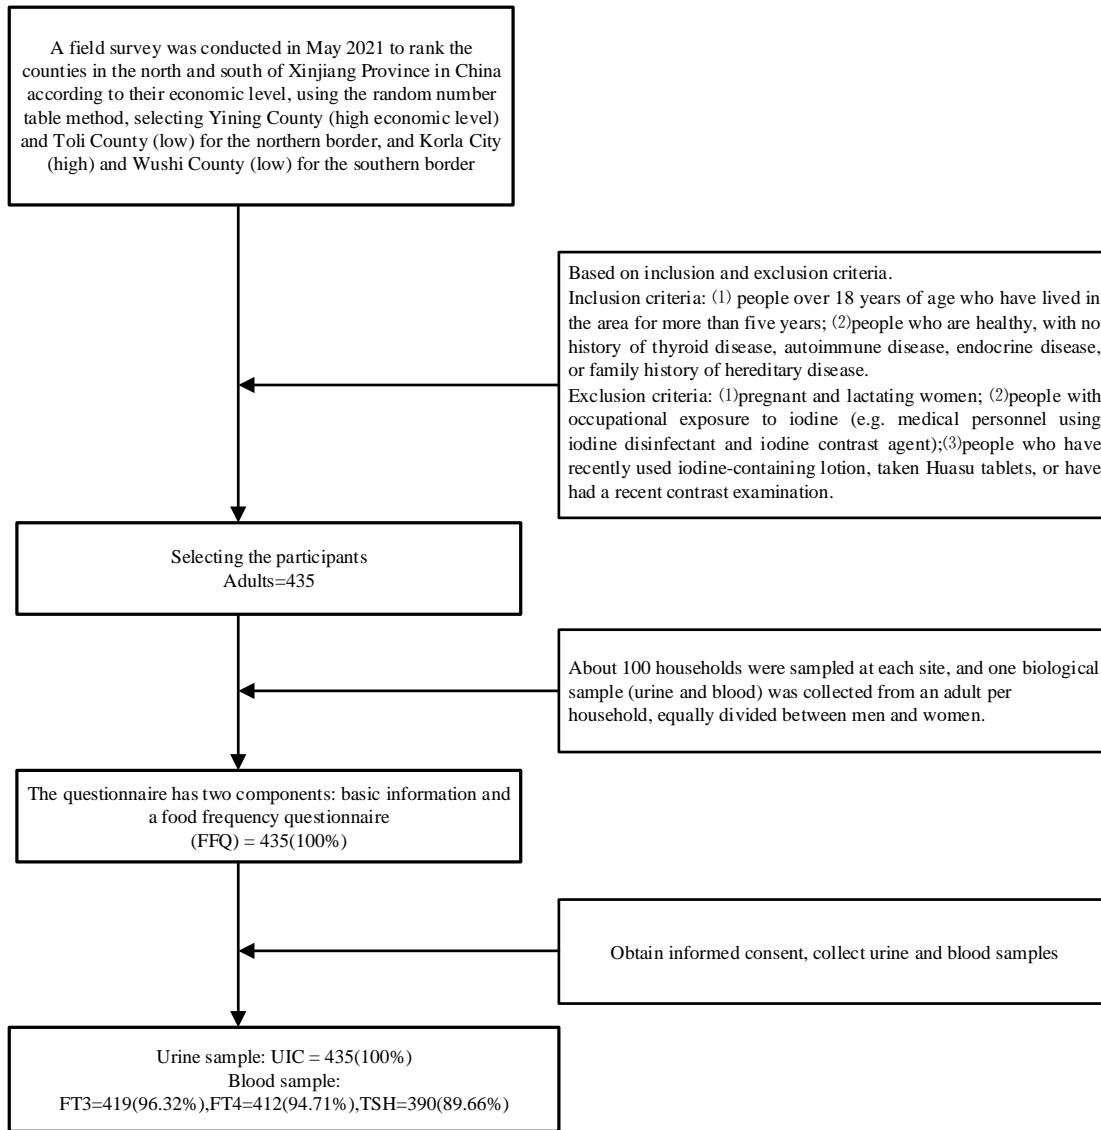 A field survey was conducted in May 2021 to rank the
counties in the north and south of Xinjiang Province in China
according to their economic level, using the random number
table method, selecting Yining County (high economic level)
and Toli County (low) for the northern border, and Korla City
(high) and Wushi County (low) for the southern border
Based on inclusion and exclusion criteria.
Inclusion criteria: ⑴ people over 18 years of age who have lived in
the area for more than five years; ⑵people who are healthy, with no
history of thyroid disease, autoimmune disease, endocrine disease,
or family history of hereditary disease.
Exclusion criteria: ⑴pregnant and lactating women; ⑵people with
occupational exposure to iodine (e.g. medical personnel using
iodine disinfectant and iodine contrast agent);⑶people who have
recently used iodine-containing lotion, taken Huasu tablets, or have
had a recent contrast examination.
Selecting the participants
Adults=435
About 100 households were sampled at each site, and one biological
sample (urine and blood) was collected from an adult per
household, equally divided between men and women.
The questionnaire has two components: basic information and
a food frequency questionnaire
(FFQ) = 435(100%)
Obtain informed consent, collect urine and blood samples
Urine sample: UIC = 435(100%)
Blood sample:
FT3=419(96.32%),FT4=412(94.71%),TSH=390(89.66%)